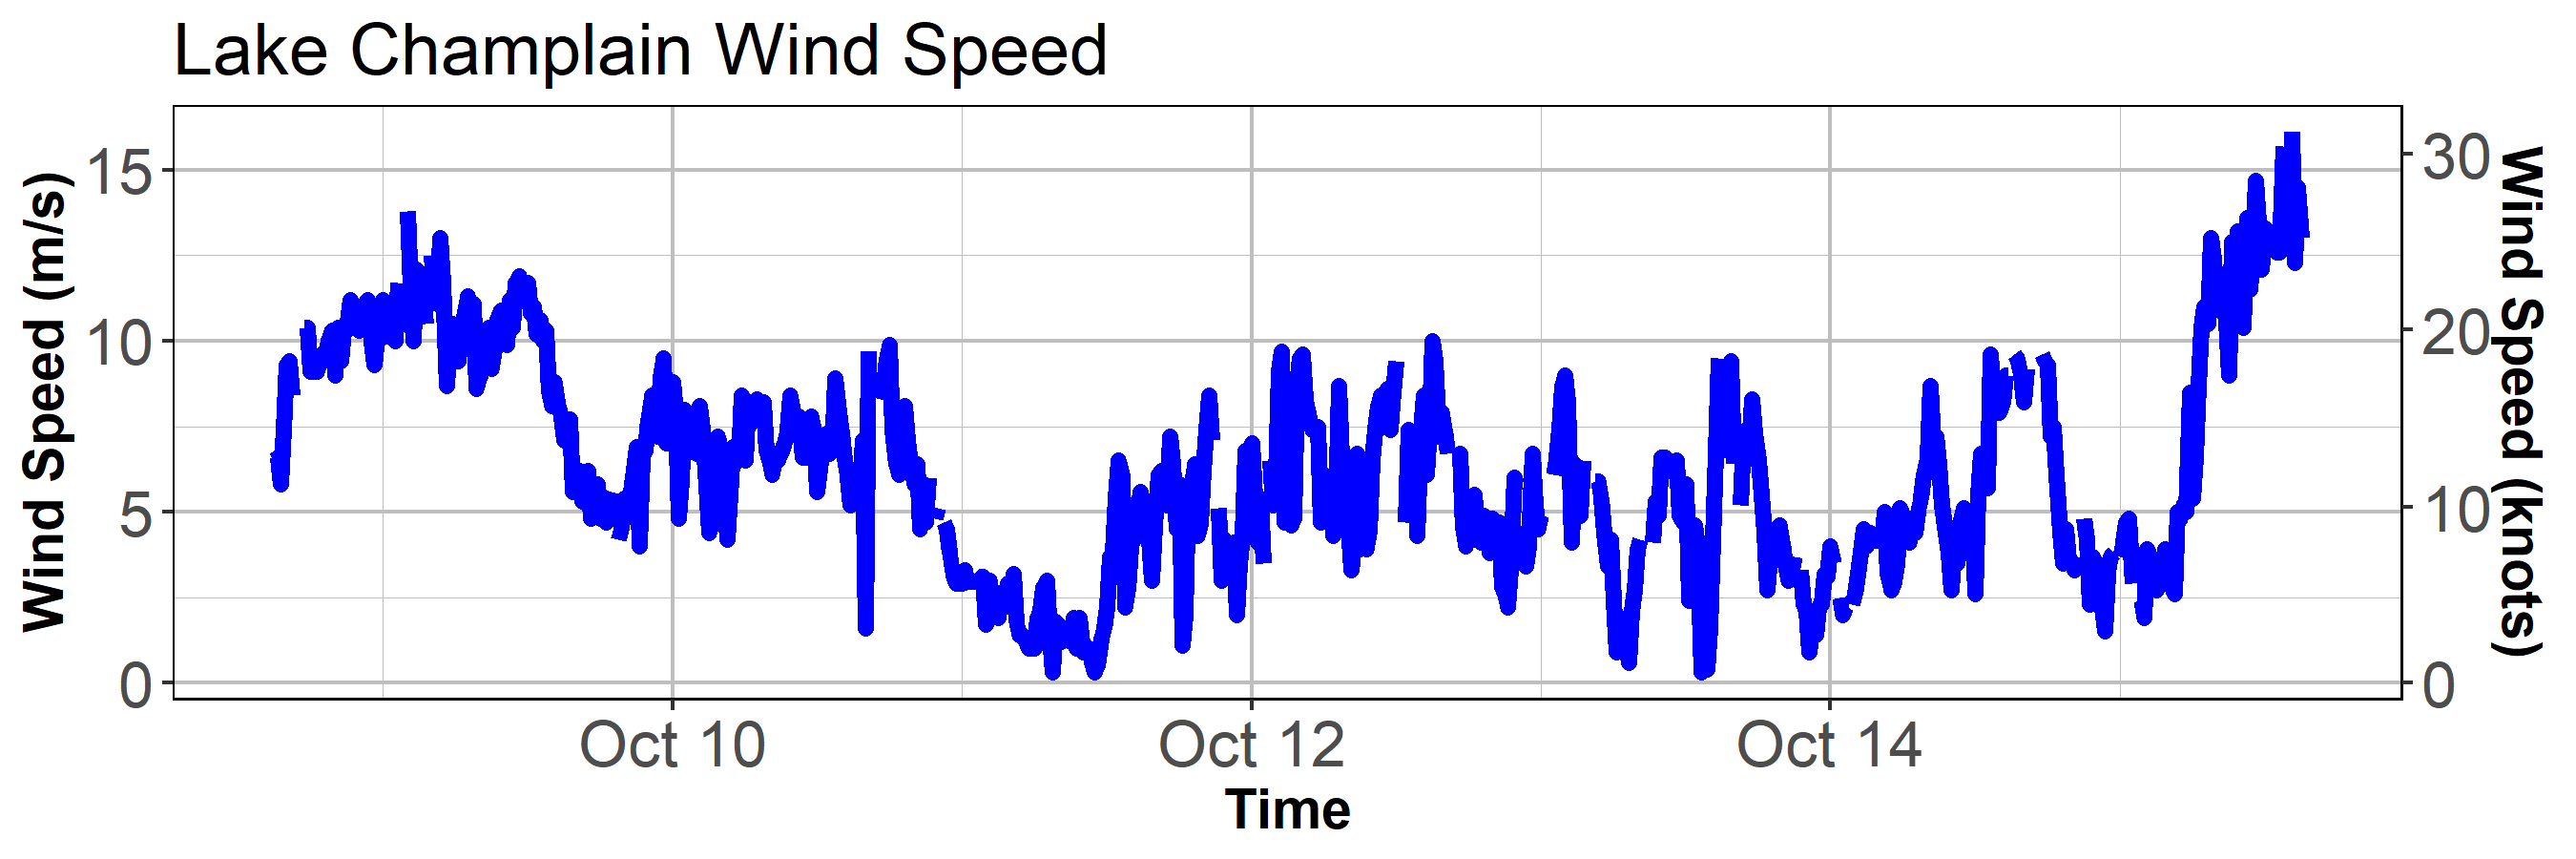 Lake Champlain Wind Speed
Wind Speed (m/s)
15
10
5
0
30
20
10
0
Wind Speed (knots)
Oct 10
Oct 12
Oct 14
Time